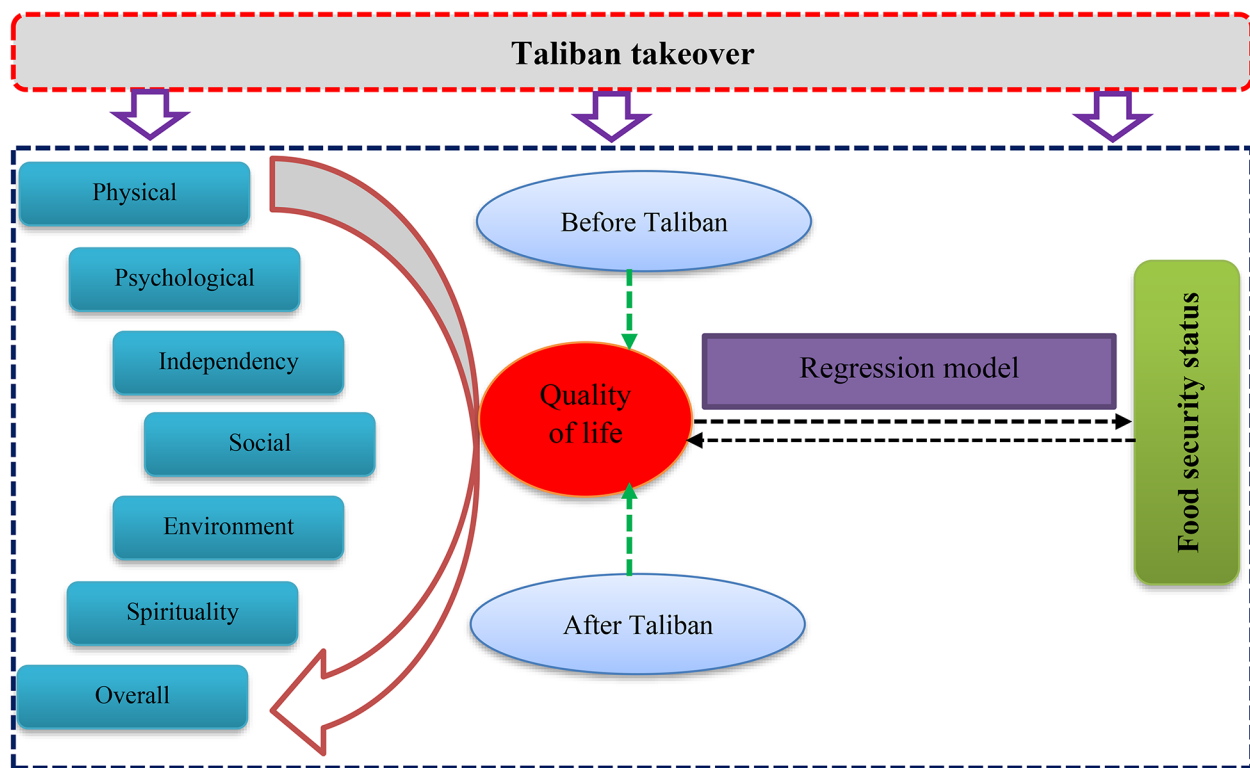 Taliban takeover
Physical
Psychological
Independency
Social
Environment
Spirituality
Overall
Before Taliban
Quality
of life
After Taliban
Regression model
Food security status